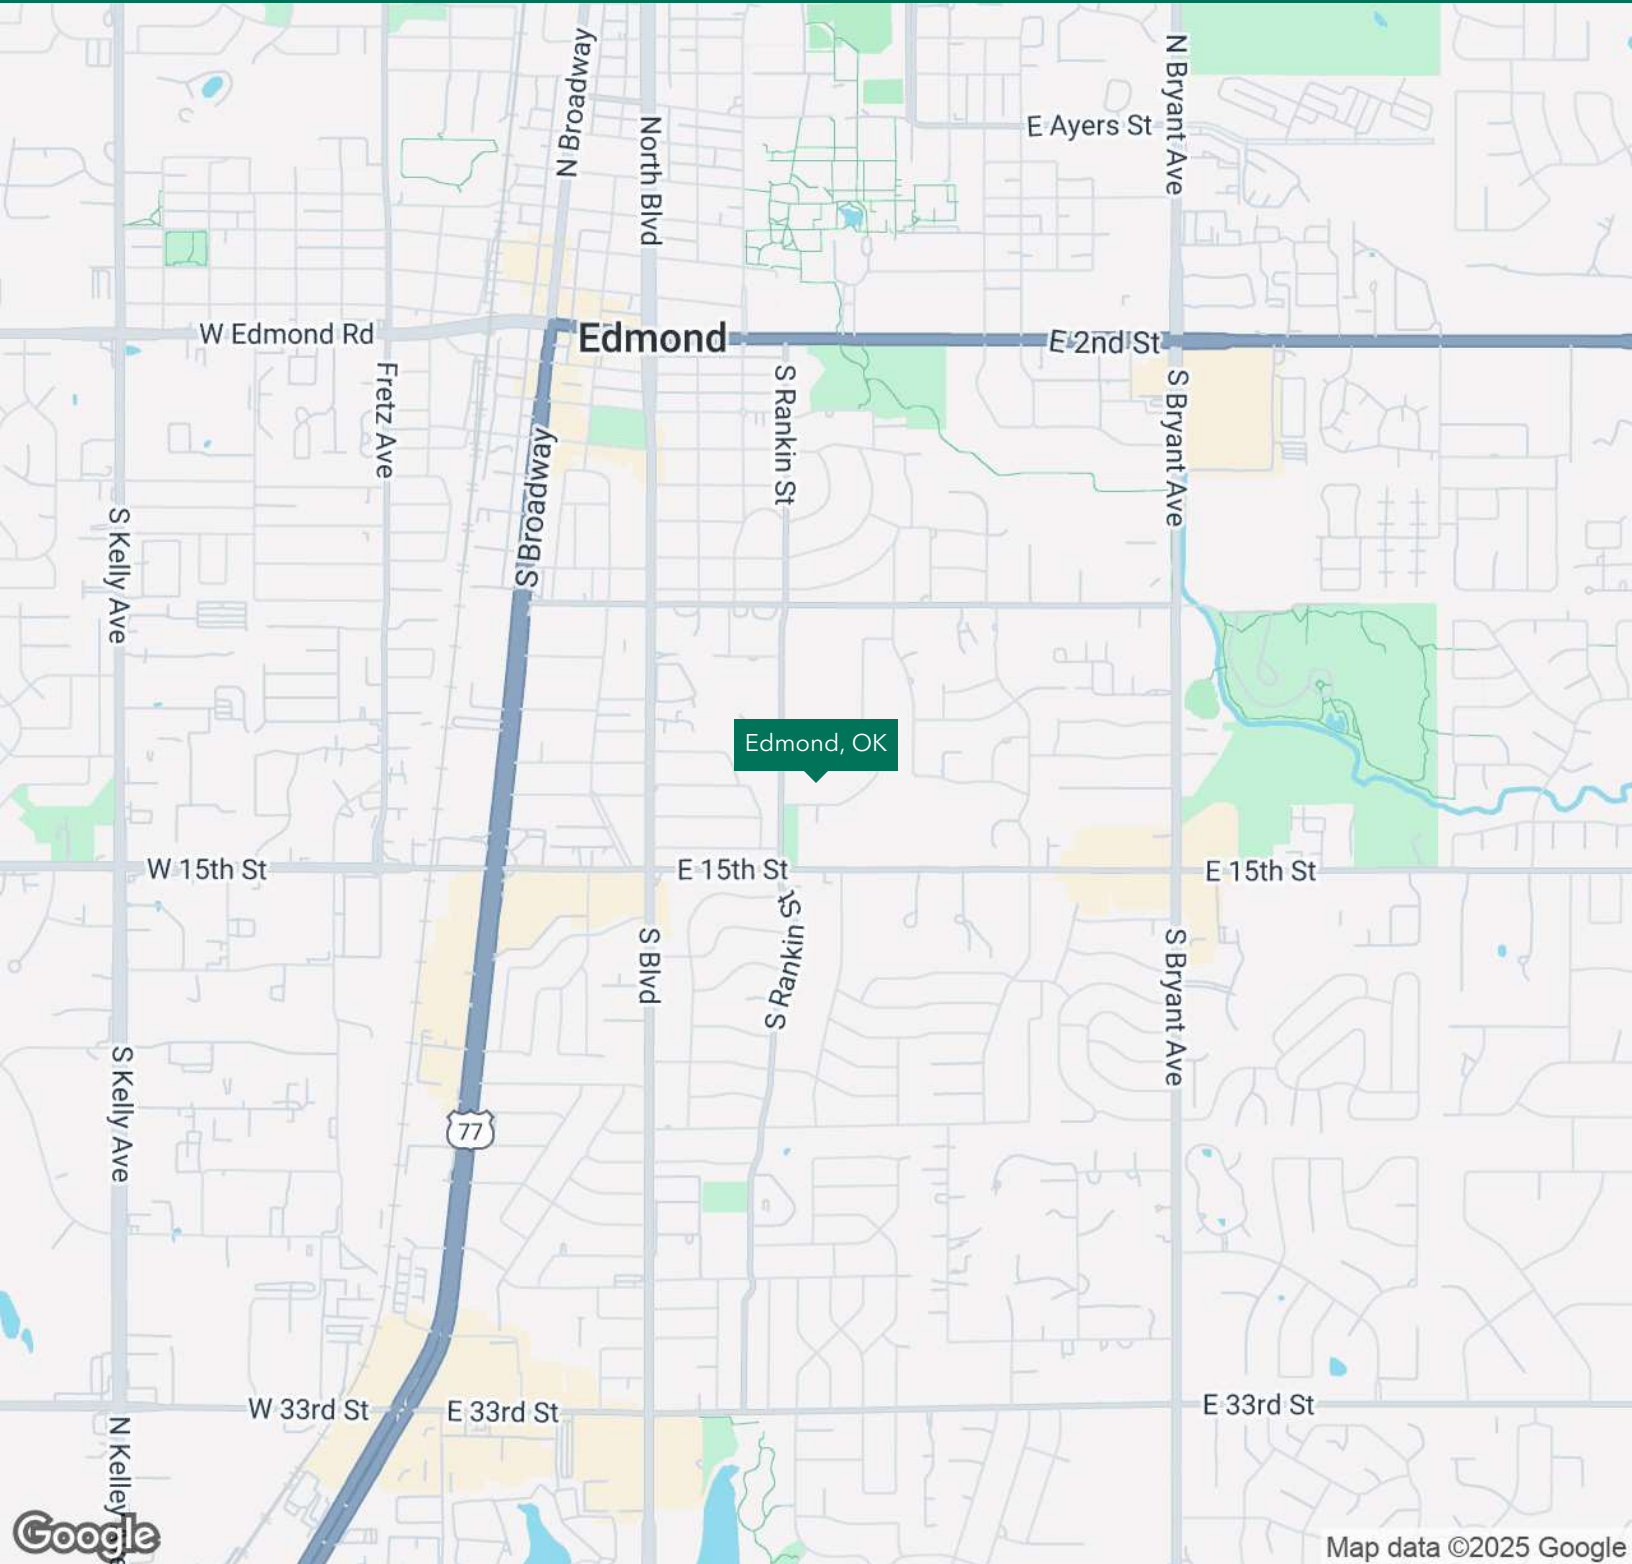 N Broadway
North Blvd
N Bryant Ave
E Ayers St
W Edmond Rd
Edmond
E 2nd St
Fretz Ave
S Rankin St
S Bryant Ave
S Broadway
S Kelly Ave
Edmond, OK
W 15th St
E 15th St
E 15th St
S Rankin St
S Blvd
S Bryant Ave
S Kelly Ave
77
W 33rd St
E 33rd St
E 33rd St
N Kelley
Google
Map data ©2025 Google